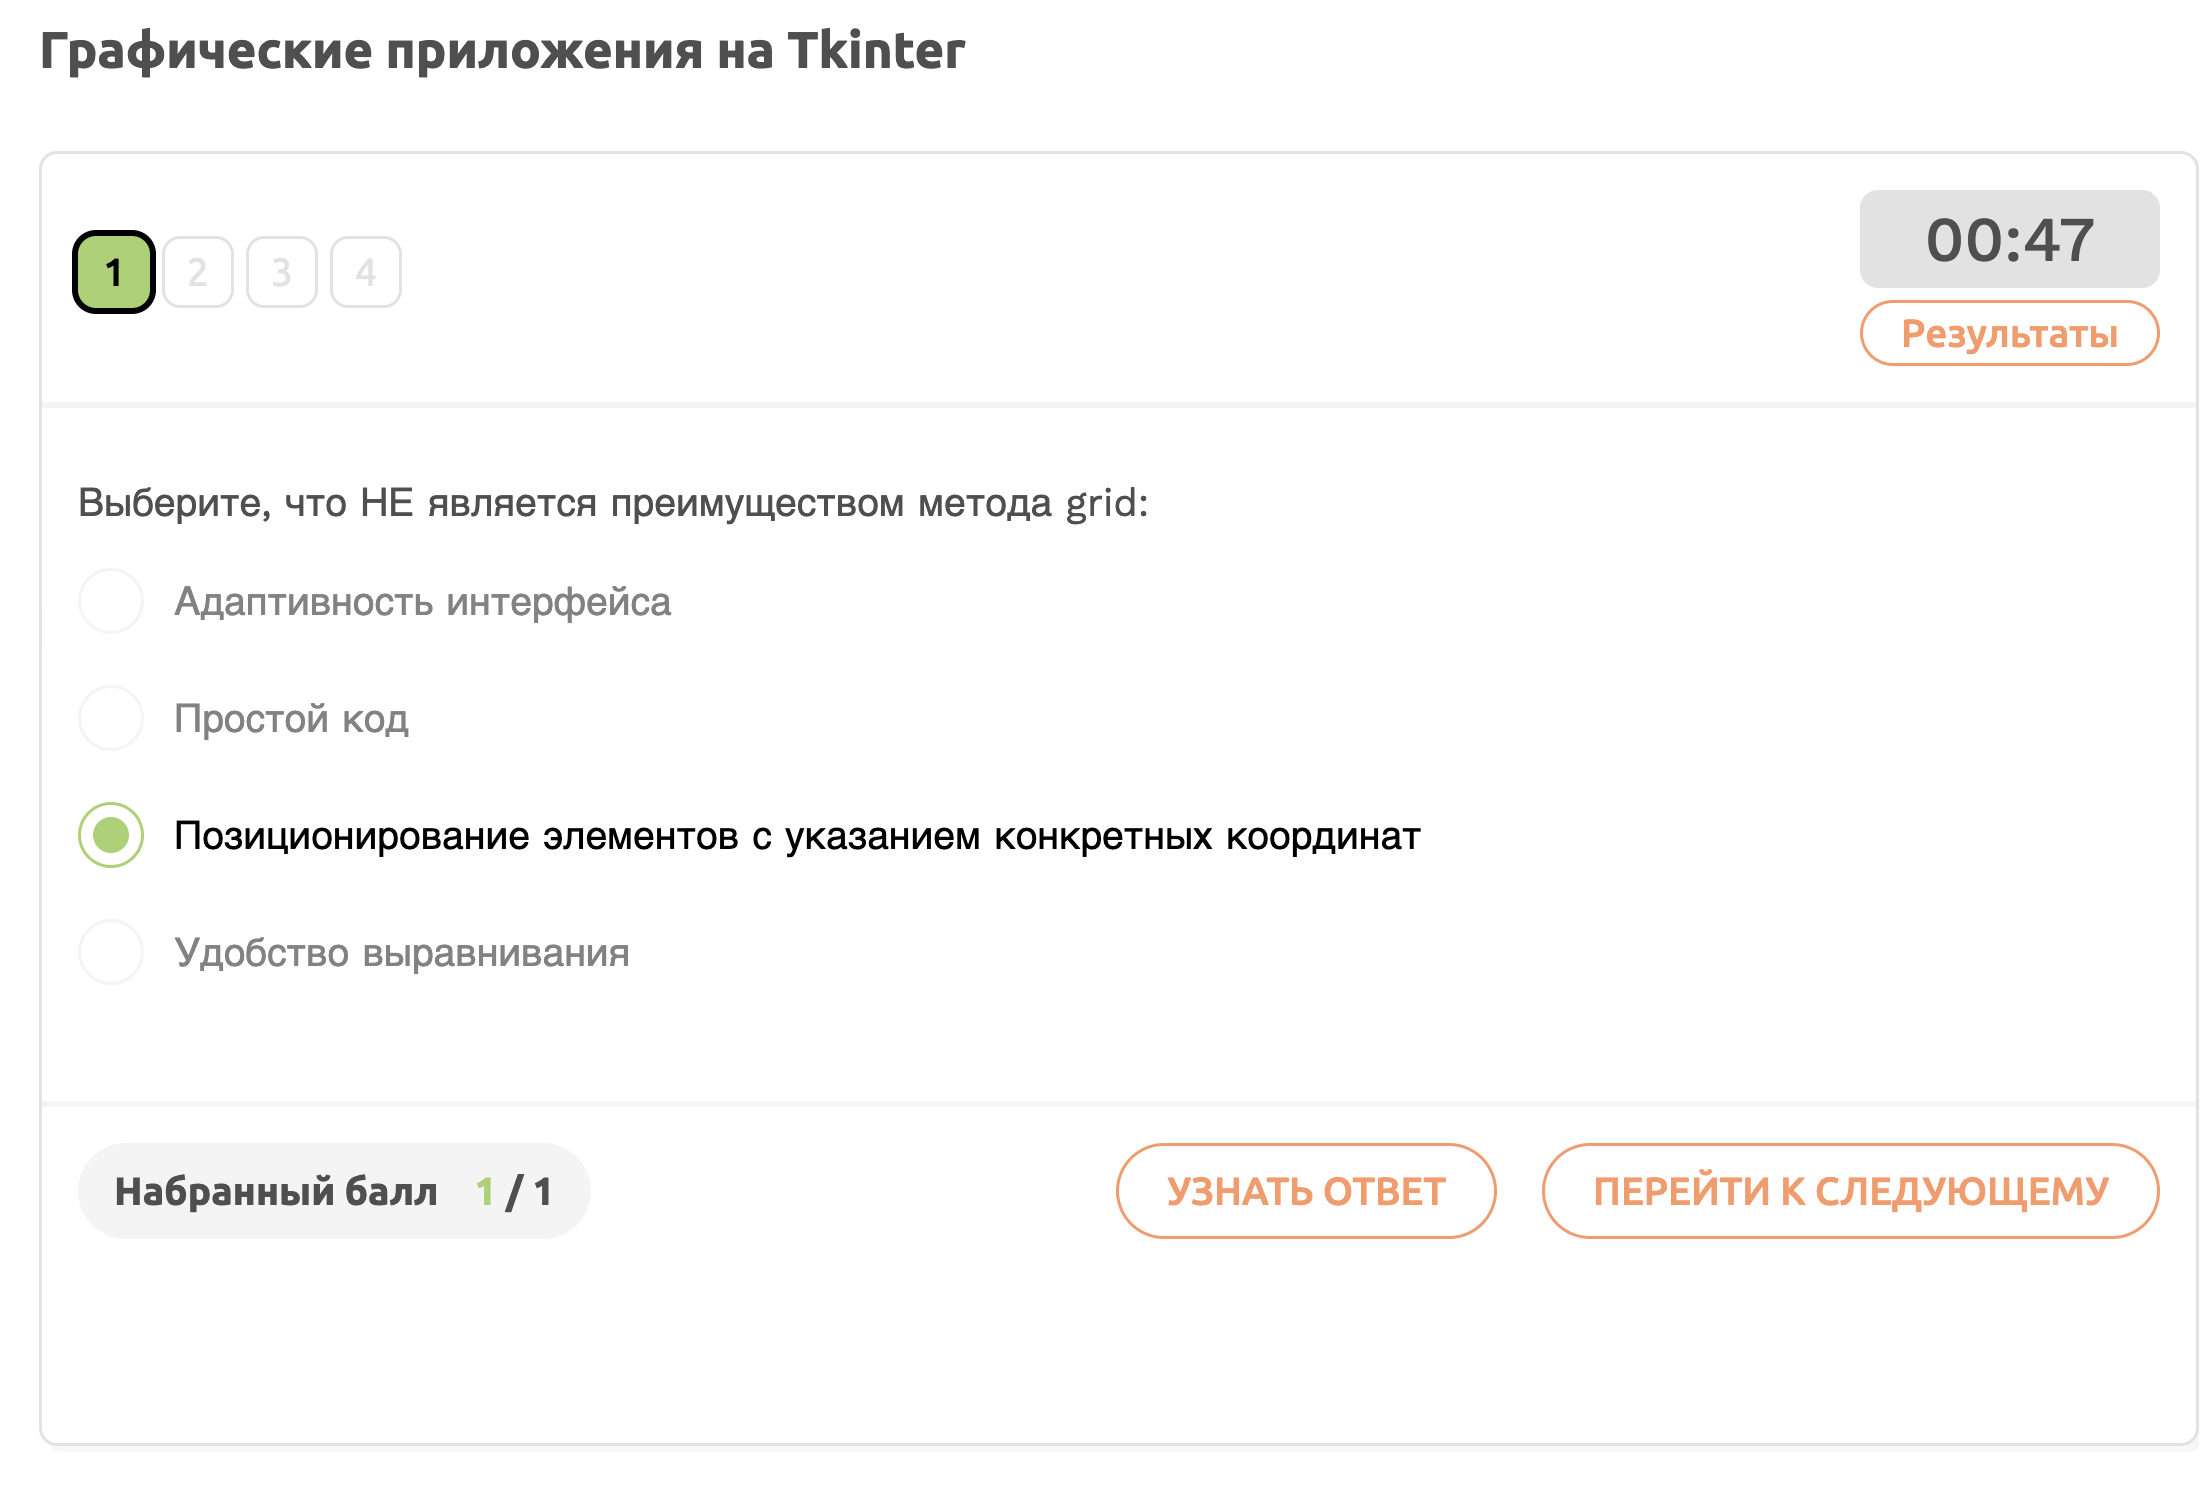 Графические приложения на Tkinter
1 2 3 4
00:47
Результаты
Выберите, что НЕ является преимуществом метода grid:
Адаптивность интерфейса
Простой код
Позиционирование элементов с указанием конкретных координат
Удобство выравнивания
Набранный балл 1 / 1
УЗНАТЬ ОТВЕТ
ПЕРЕЙТИ К СЛЕДУЮЩЕМУ